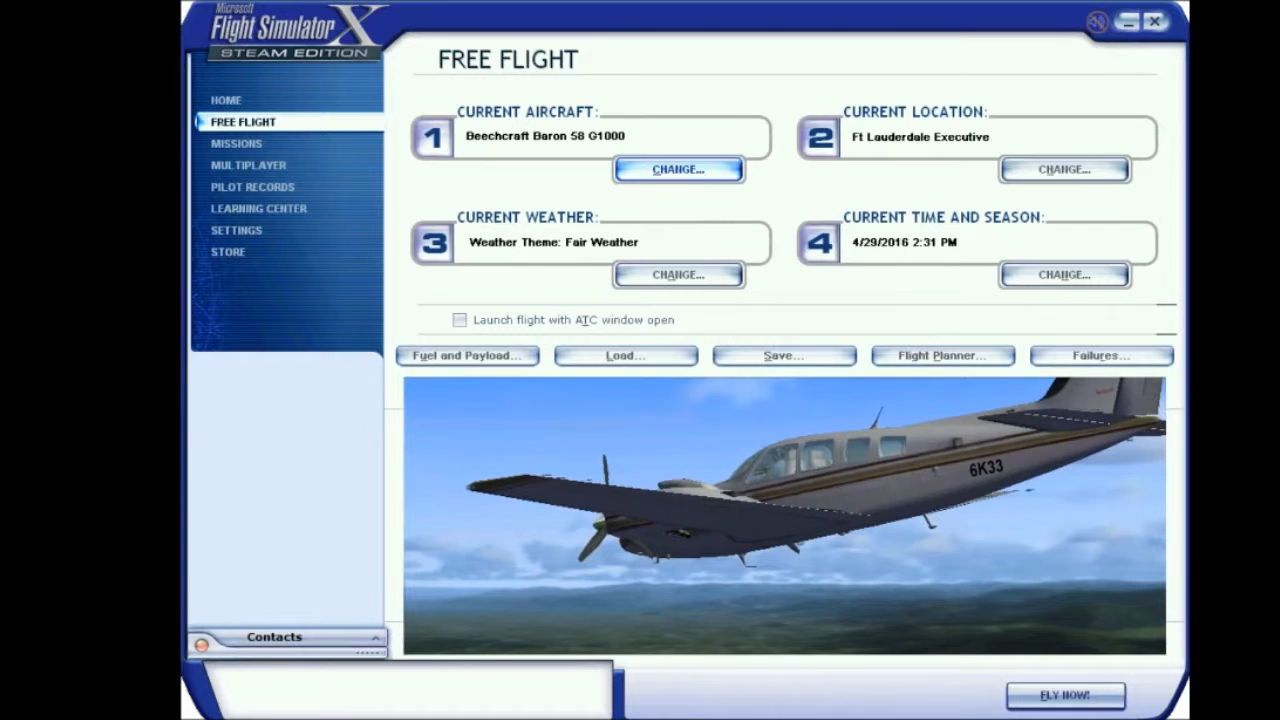 Microsoft
Flight Simulator X
STEAM EDITION
HOME
FREE FLIGHT
MISSIONS
MULTIPLAYER
PILOT RECORDS
LEARNING CENTER
SETTINGS
STORE
Contacts
FREE FLIGHT
CURRENT AIRCRAFT:
1
Beechcraft Baron 58 G1000
CHANGE...
CURRENT LOCATION:
2
Ft Lauderdale Executive
CHANGE...
CURRENT WEATHER:
3
Weather Theme: Fair Weather
CHANGE...
CURRENT TIME AND SEASON:
4
4/29/2016 2:31 PM
CHANGE...
Launch flight with ATC window open
Fuel and Payload...
Load...
Save...
Flight Planner...
Failures...
6K33
FLY NOW!